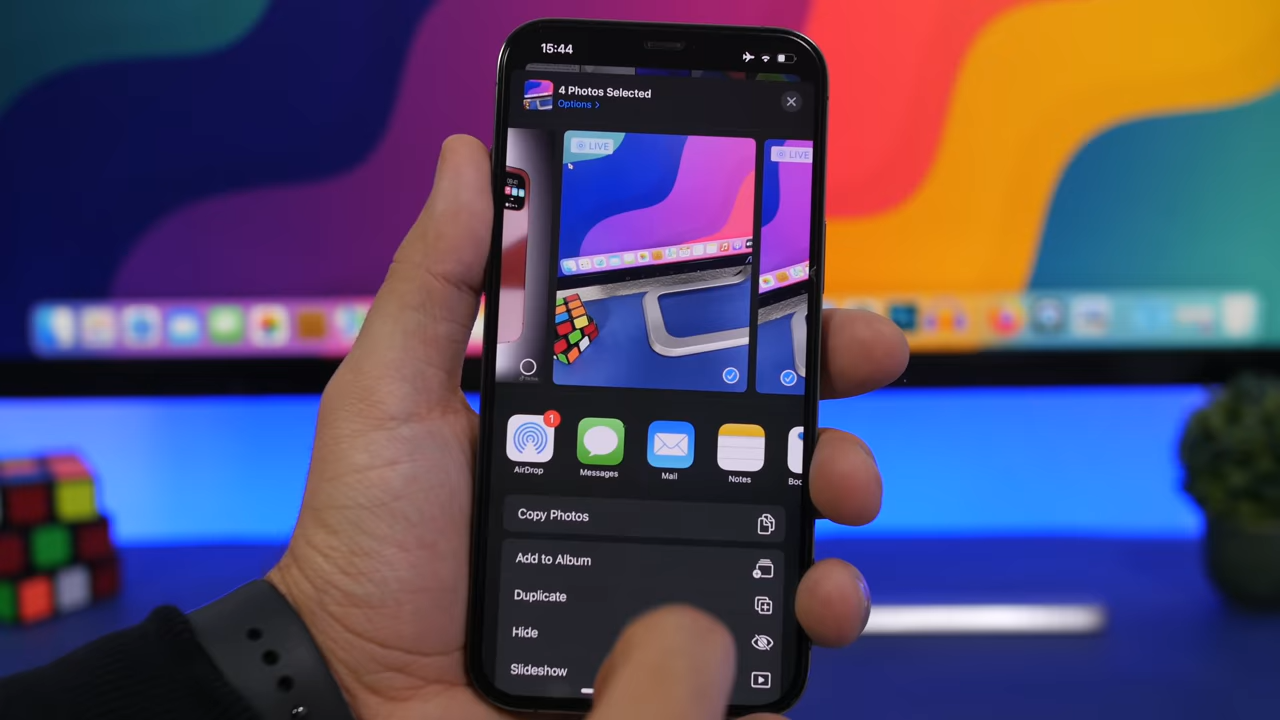 15:44
4 Photos Selected
Options >
LIVE
LIVE
1
AirDrop
Messages
Mail
Notes
Boo
Copy Photos
Add to Album
Duplicate
Hide
Slideshow